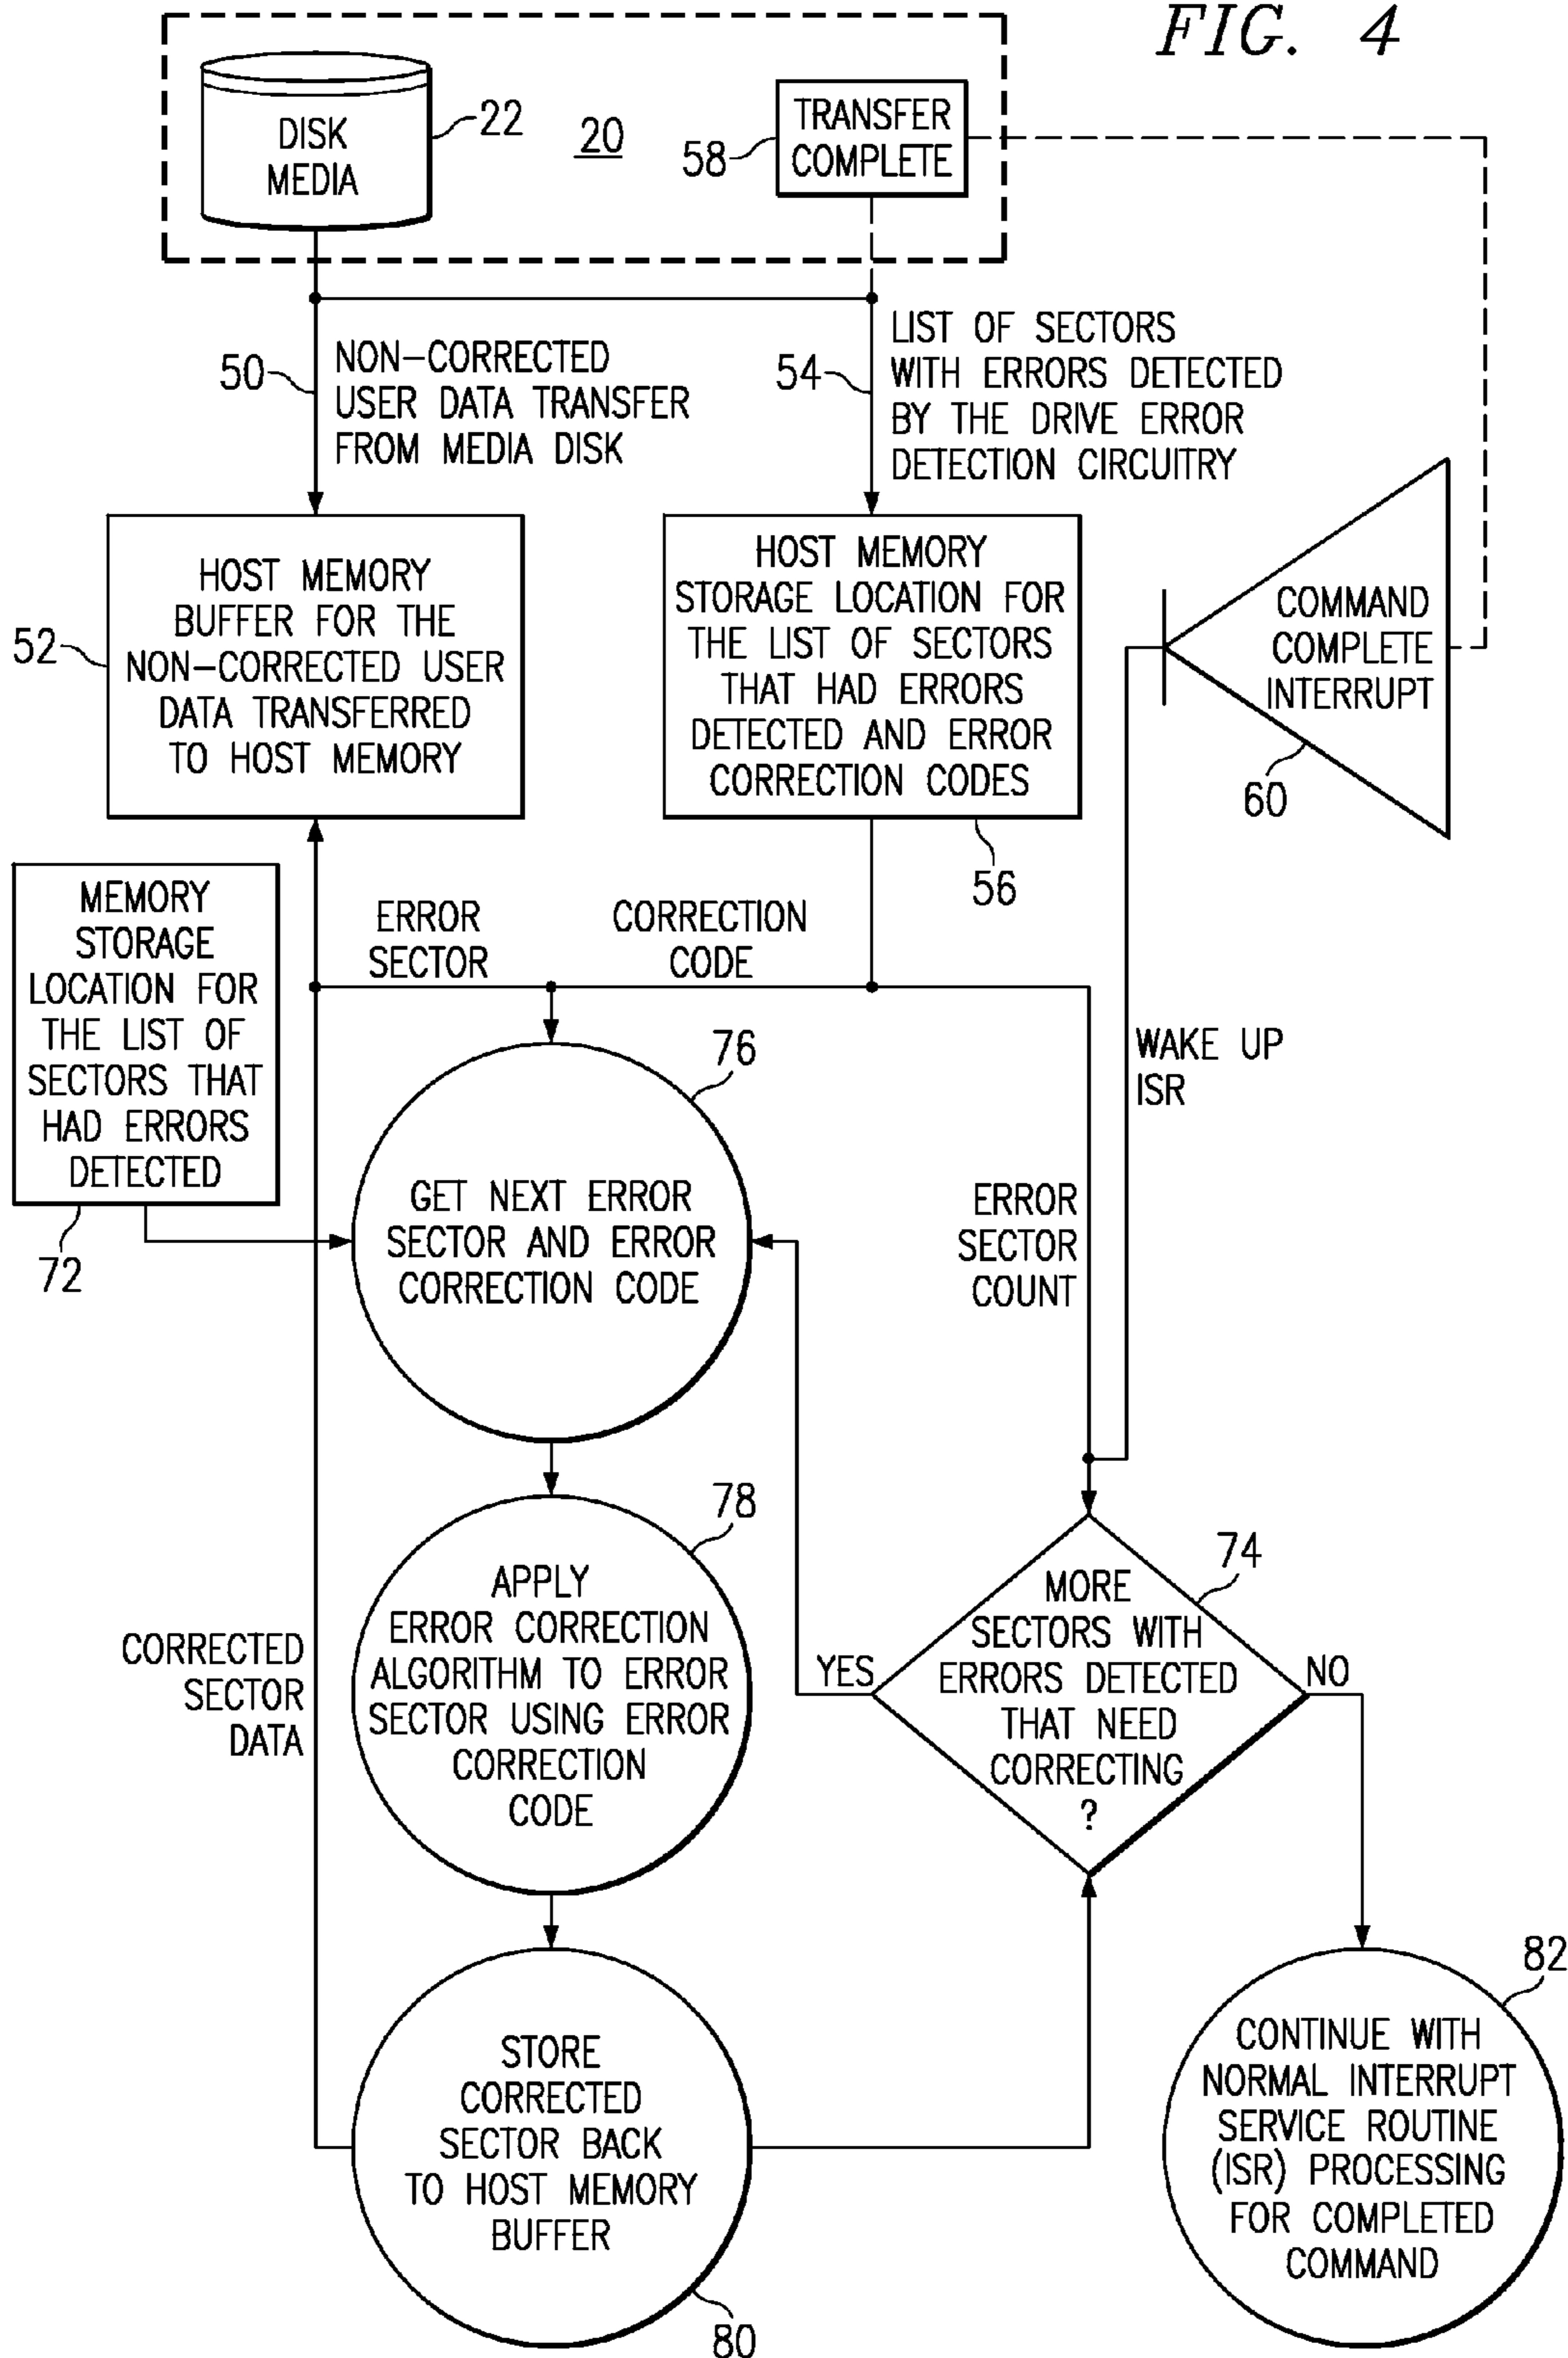 FIG. 4
DISK
MEDIA
22
20
58
TRANSFER
COMPLETE
50
NON-CORRECTED
USER DATA TRANSFER
FROM MEDIA DISK
54
LIST OF SECTORS
WITH ERRORS DETECTED
BY THE DRIVE ERROR
DETECTION CIRCUITRY
52
HOST MEMORY
BUFFER FOR THE
NON-CORRECTED USER
DATA TRANSFERRED
TO HOST MEMORY
HOST MEMORY
STORAGE LOCATION FOR
THE LIST OF SECTORS
THAT HAD ERRORS
DETECTED AND ERROR
CORRECTION CODES
56
COMMAND
COMPLETE
INTERRUPT
60
MEMORY
STORAGE
LOCATION FOR
THE LIST OF
SECTORS THAT
HAD ERRORS
DETECTED
72
ERROR
SECTOR
CORRECTION
CODE
WAKE UP
ISR
76
GET NEXT ERROR
SECTOR AND ERROR
CORRECTION CODE
ERROR
SECTOR
COUNT
78
APPLY
ERROR CORRECTION
ALGORITHM TO ERROR
SECTOR USING ERROR
CORRECTION
CODE
74
MORE
SECTORS WITH
ERRORS DETECTED
THAT NEED
CORRECTING
?
YES
NO
CORRECTED
SECTOR
DATA
STORE
CORRECTED
SECTOR BACK
TO HOST MEMORY
BUFFER
80
82
CONTINUE WITH
NORMAL INTERRUPT
SERVICE ROUTINE
(ISR) PROCESSING
FOR COMPLETED
COMMAND